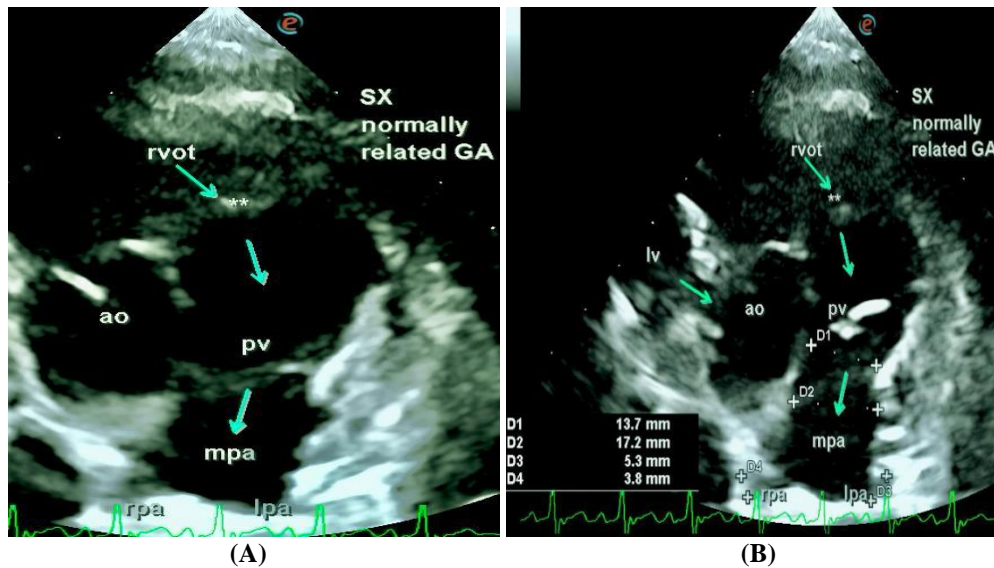 e
SX
normally
related GA
rvot
**
ao
pv
mpa
rpa
lpa
(A)
e
SX
normally
related GA
rvot
**
lv
ao
pv
D1
D2
mpa
D1 13.7 mm
D2 17.2 mm
D3 5.3 mm
D4 3.8 mm
D4
rpa
lpa
D3
(B)